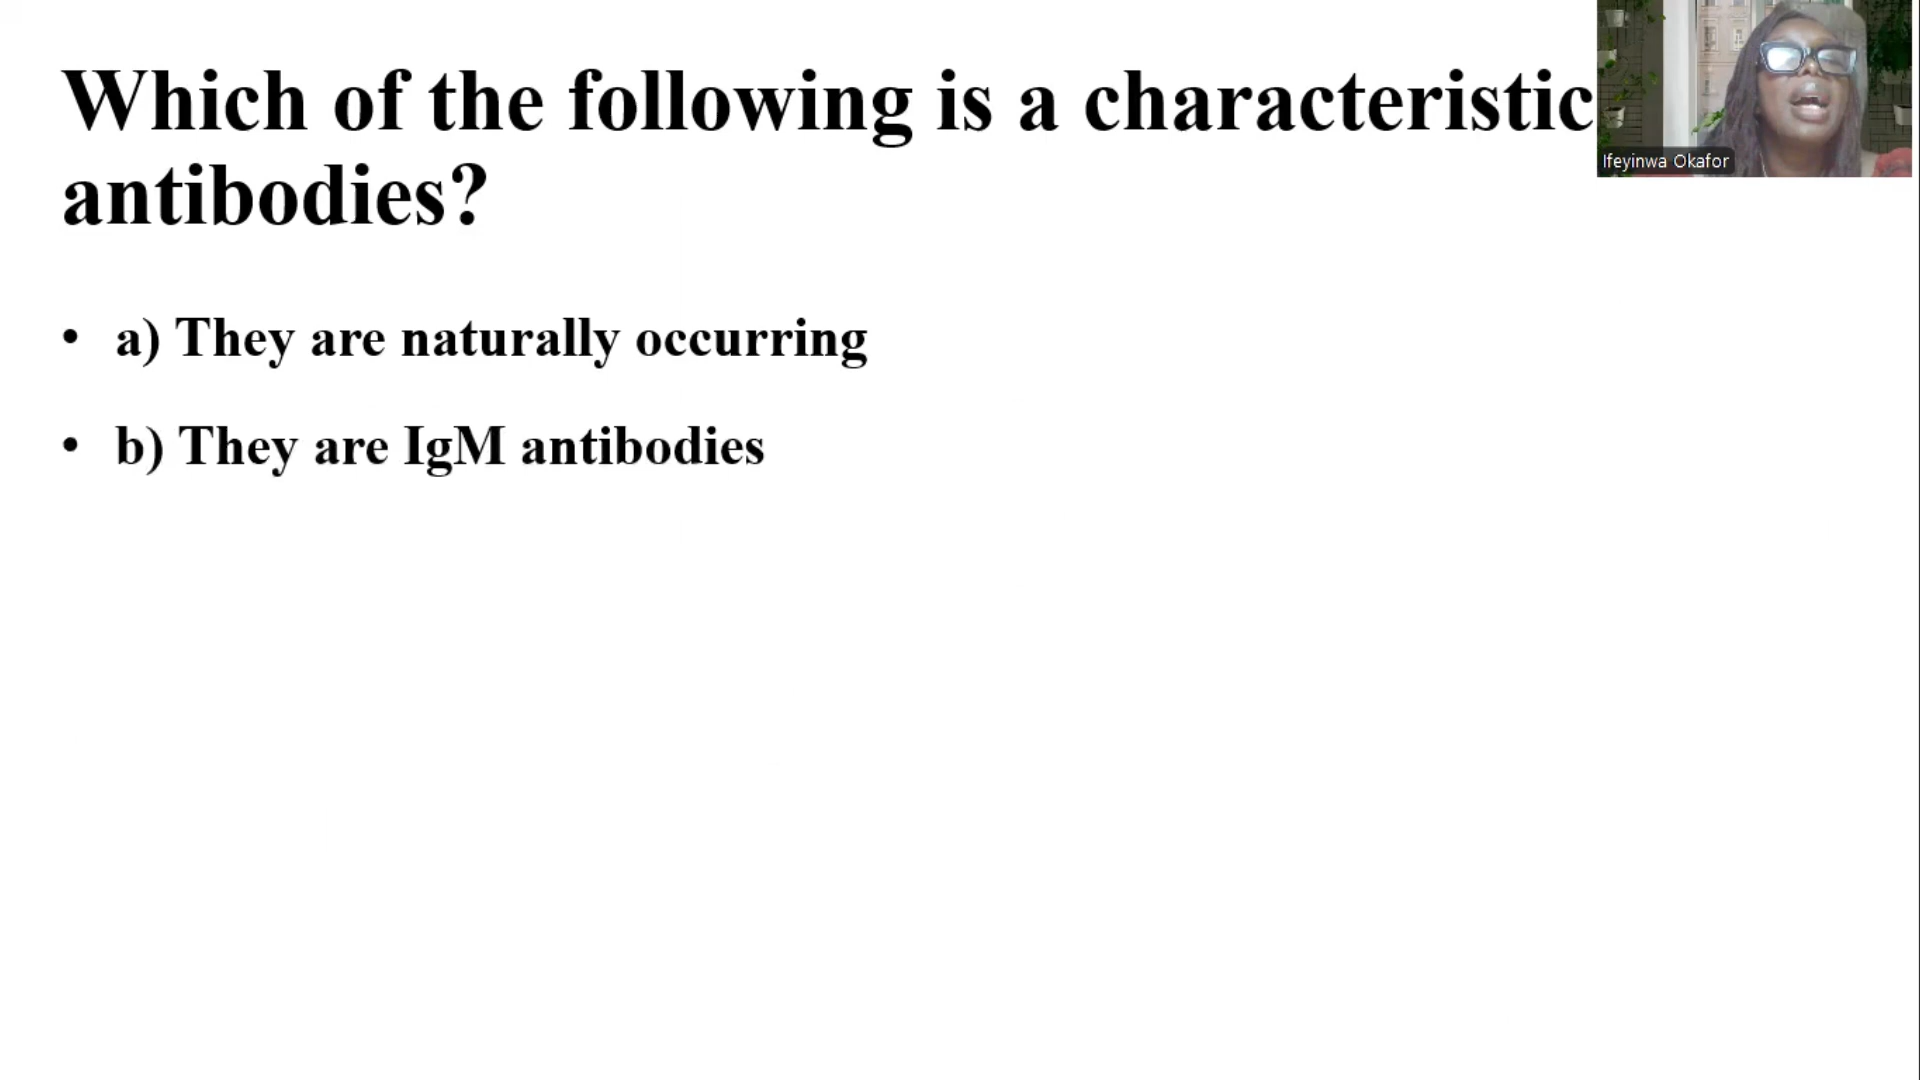 Which of the following is a characteristic
antibodies?
• a) They are naturally occurring
• b) They are IgM antibodies
Ifeyinwa Okafor